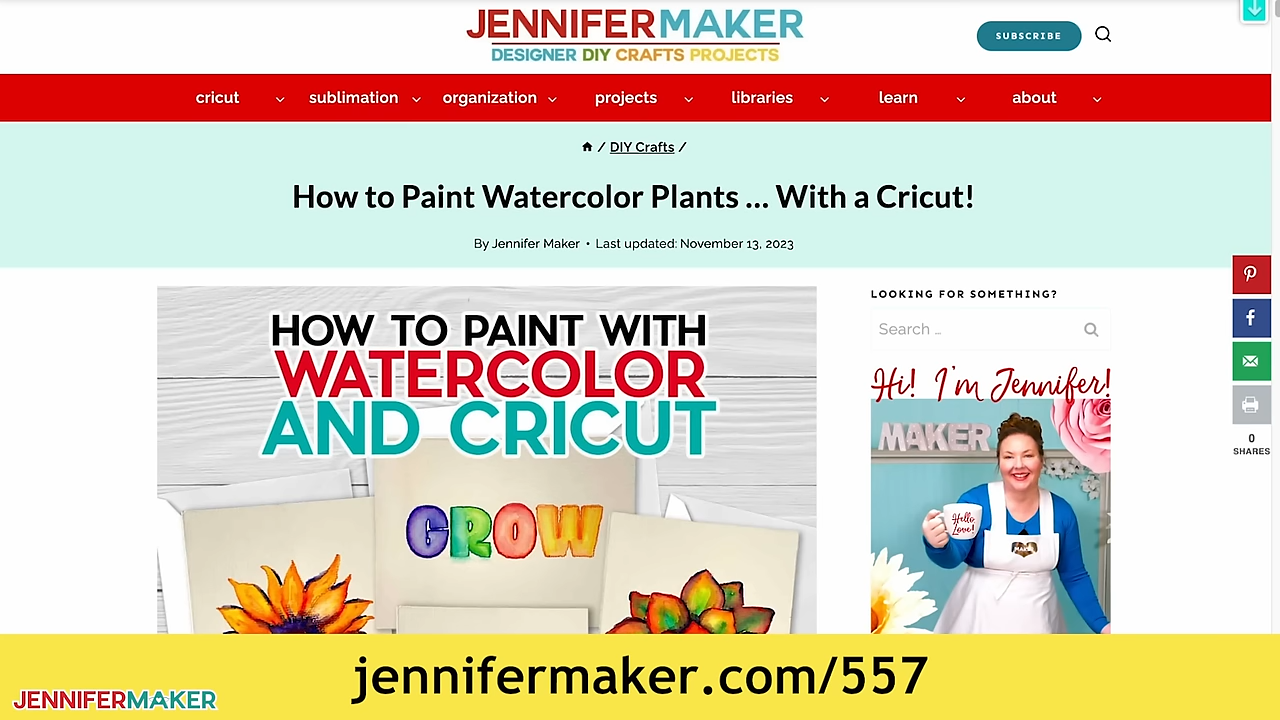 JENNIFERMAKER
DESIGNER DIY CRAFTS PROJECTS
SUBSCRIBE
cricut sublimation organization projects libraries learn about
/ DIY Crafts /
How to Paint Watercolor Plants ... With a Cricut!
By Jennifer Maker • Last updated: November 13, 2023
HOW TO PAINT WITH
WATERCOLOR
AND CRICUT
GROW
LOOKING FOR SOMETHING?
Search ...
Hi! I'm Jennifer!
MAKER
Hello
Love!
0
SHARES
jennifermaker.com/557
JENNIFERMAKER